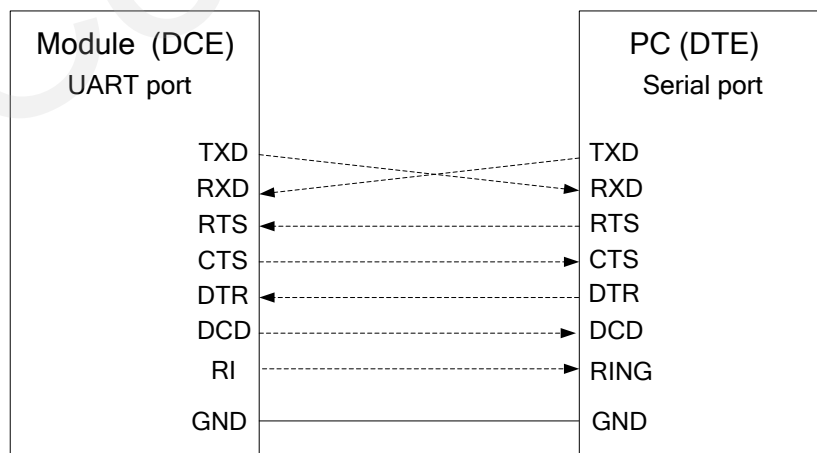 Module (DCE)
UART port
PC (DTE)
Serial port
TXD
TXD
RXD
RXD
RTS
RTS
CTS
CTS
DTR
DTR
DCD
DCD
RI
RING
GND
GND